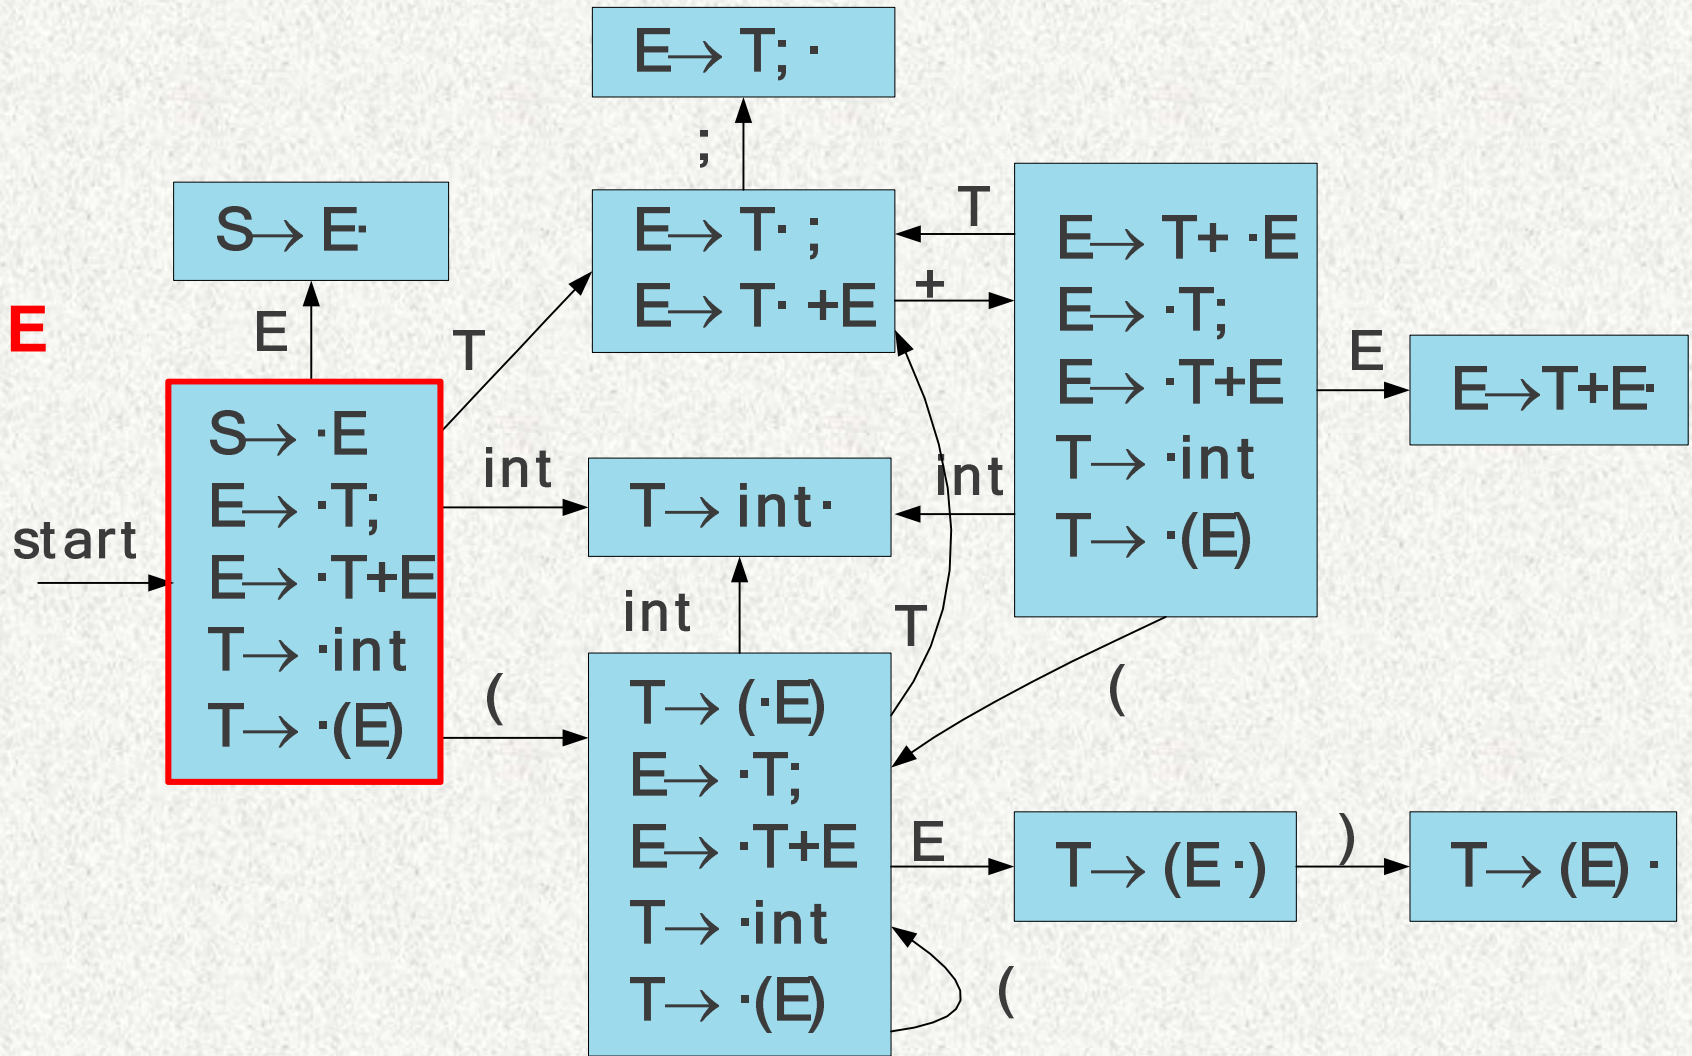 E→ T; ·
;
S→ E·
E→ T· ;
E→ T· +E
T
+
E→ T+ ·E
E→ ·T;
E→ ·T+E
T→ ·int
T→ ·(E)
E
E→T+E·
E
E
T
start
S→ ·E
E→ ·T;
E→ ·T+E
T→ ·int
T→ ·(E)
int
T→ int·
int
int
T
(
(
T→ (·E)
E→ ·T;
E→ ·T+E
T→ ·int
T→ ·(E)
E
T→ (E ·)
)
T→ (E) ·
(